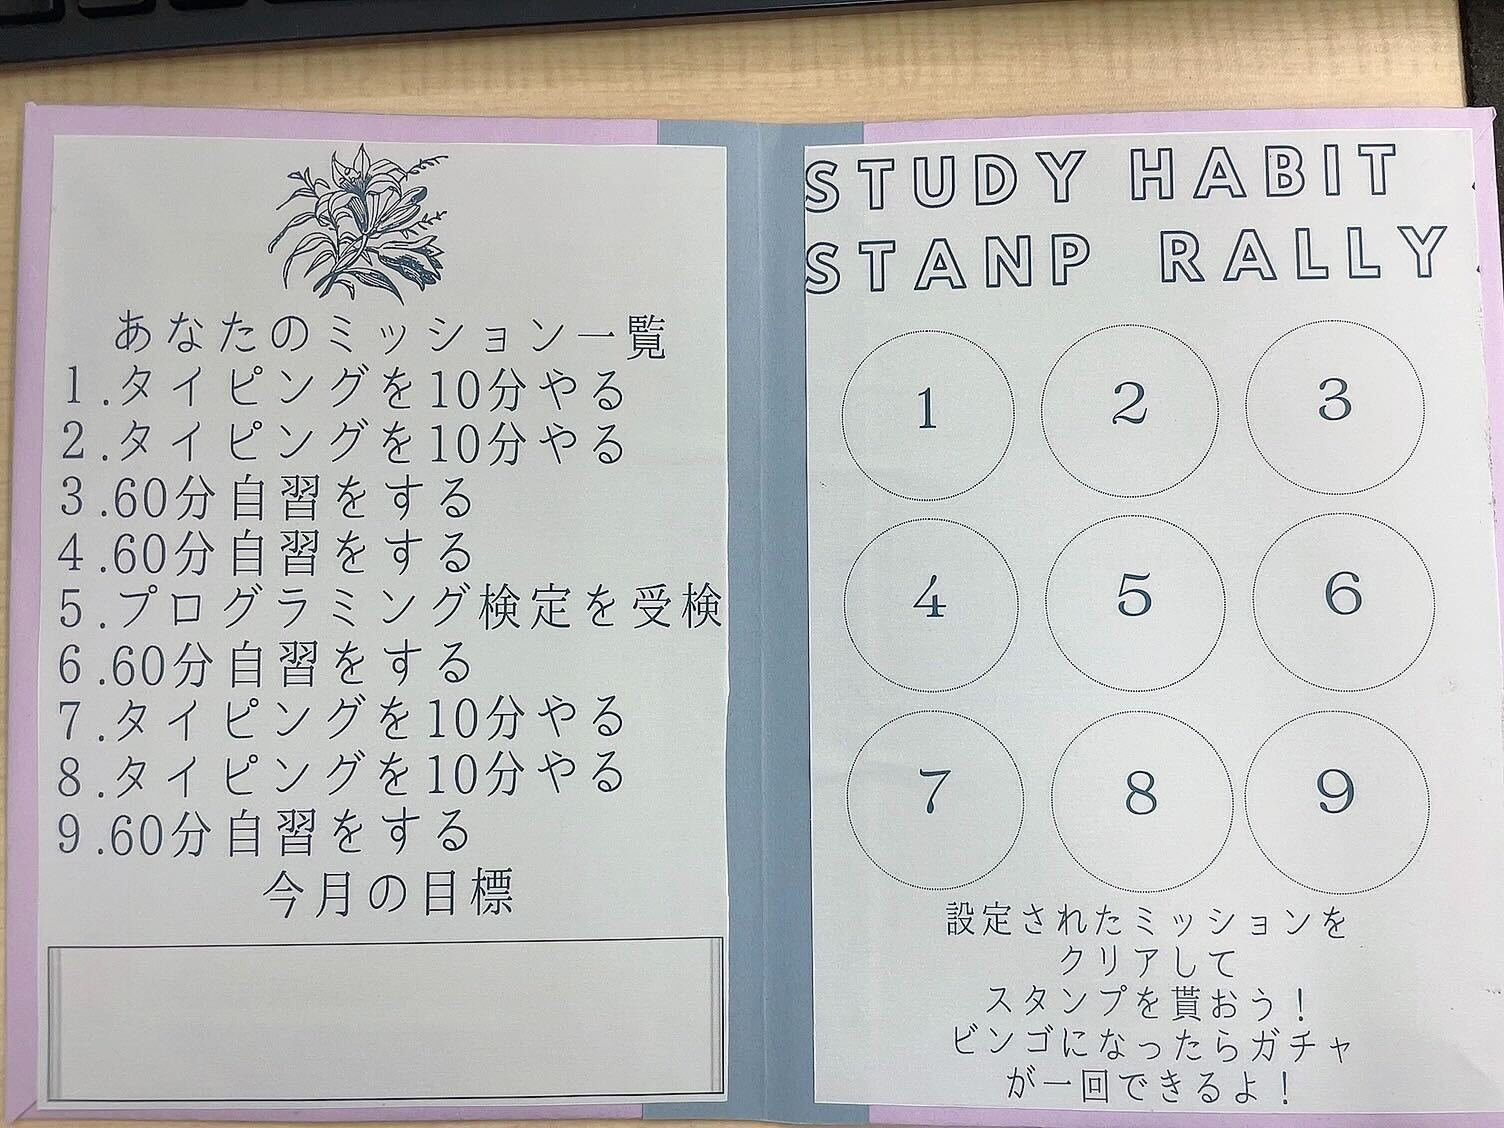 あなたのミッション一覧
1.タイピングを10分やる
2.タイピングを10分やる
3.60分自習をする
4.60分自習をする
5.プログラミング検定を受検
6.60分自習をする
7.タイピングを10分やる
8.タイピングを10分やる
9.60分自習をする
今月の目標
STUDY HABIT
STANP RALLY
1 2 3
4 5 6
7 8 9
設定されたミッションを
クリアして
スタンプを貰おう！
ビンゴになったらガチャ
が一回できるよ！